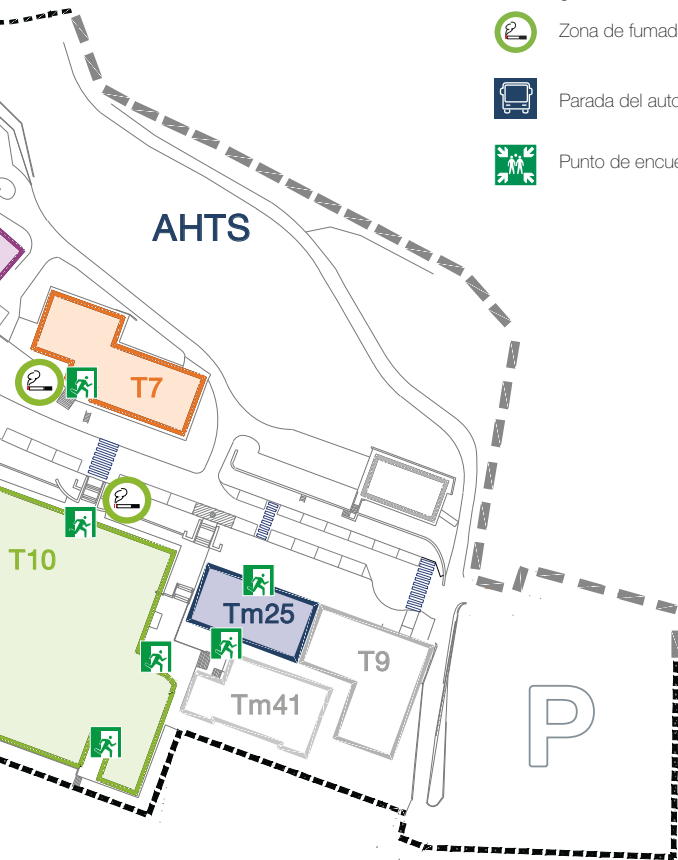 Zona de fumad
Parada del auto
Punto de encue
AHTS
T7
T10
Tm25
T9
Tm41
P